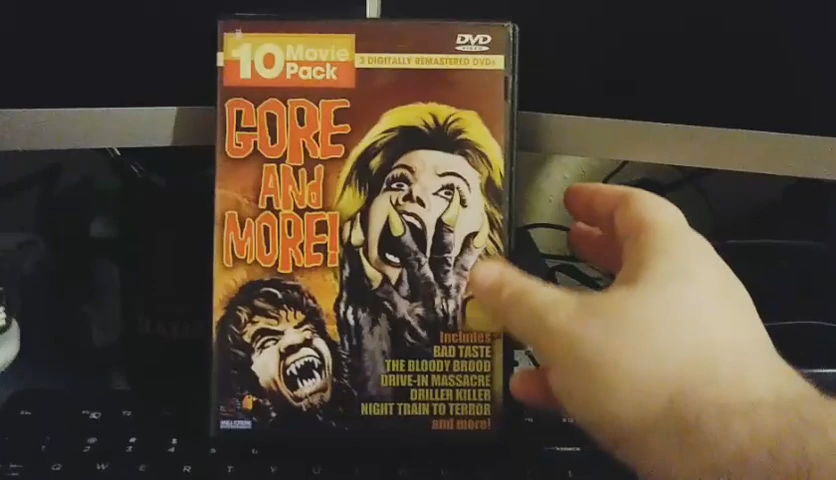 10 Movie
Pack
DVD
VIDEO
3 DIGITALLY REMASTERED DVDs
GORE
AND
MORE!
Includes
BAD TASTE
THE BLOODY BROOD
DRIVE-IN MASSACRE
DRILLER KILLER
NIGHT TRAIN TO TERROR
and more!